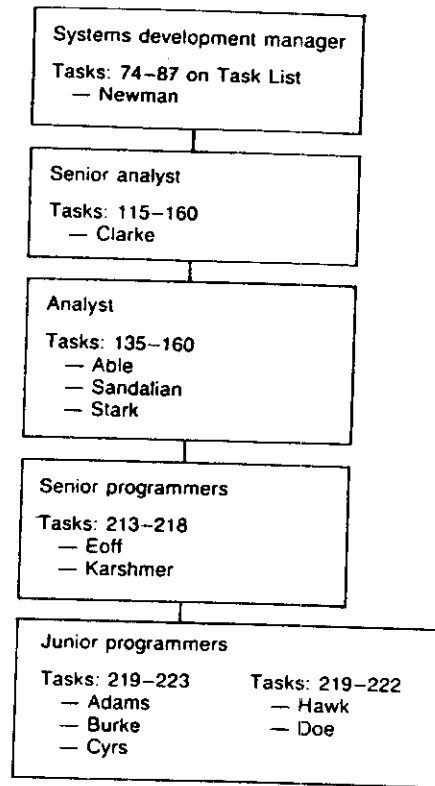 Systems development manager
Tasks: 74–87 on Task List
— Newman
Senior analyst
Tasks: 115–160
— Clarke
Analyst
Tasks: 135–160
— Able
— Sandalian
— Stark
Senior programmers
Tasks: 213–218
— Eoff
— Karshmer
Junior programmers
Tasks: 219–223
— Adams
— Burke
— Cyrs
Tasks: 219–222
— Hawk
— Doe